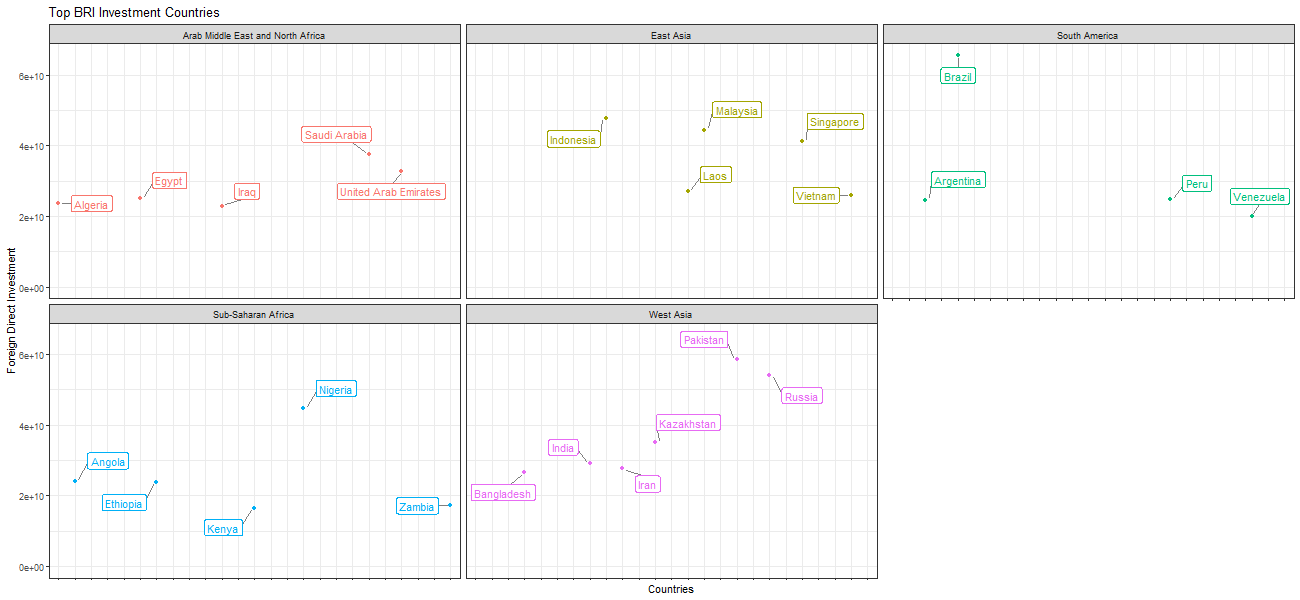 Top BRI Investment Countries
Arab Middle East and North Africa
East Asia
South America
Foreign Direct Investment
6e+10
4e+10
2e+10
0e+00
Saudi Arabia
Egypt
Iraq
United Arab Emirates
Algeria
Malaysia
Singapore
Indonesia
Laos
Vietnam
Brazil
Argentina
Peru
Venezuela
Sub-Saharan Africa
West Asia
6e+10
4e+10
2e+10
0e+00
Nigeria
Angola
Ethiopia
Zambia
Kenya
Pakistan
Russia
Kazakhstan
India
Iran
Bangladesh
Countries